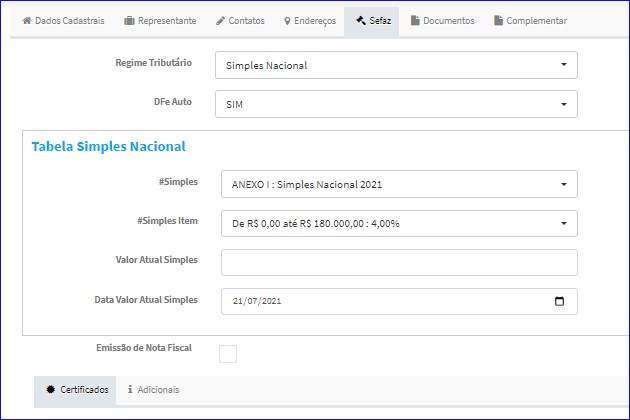 Dados Cadastrais Representante Contatos Endereços Sefaz Documentos Complementar
Regime Tributário Simples Nacional
DFe Auto SIM
Tabela Simples Nacional
#Simples ANEXO I : Simples Nacional 2021
#Simples Item De R$ 0,00 até R$ 180.000,00 : 4,00%
Valor Atual Simples
Data Valor Atual Simples 21/07/2021
Emissão de Nota Fiscal
Certificados Adicionais